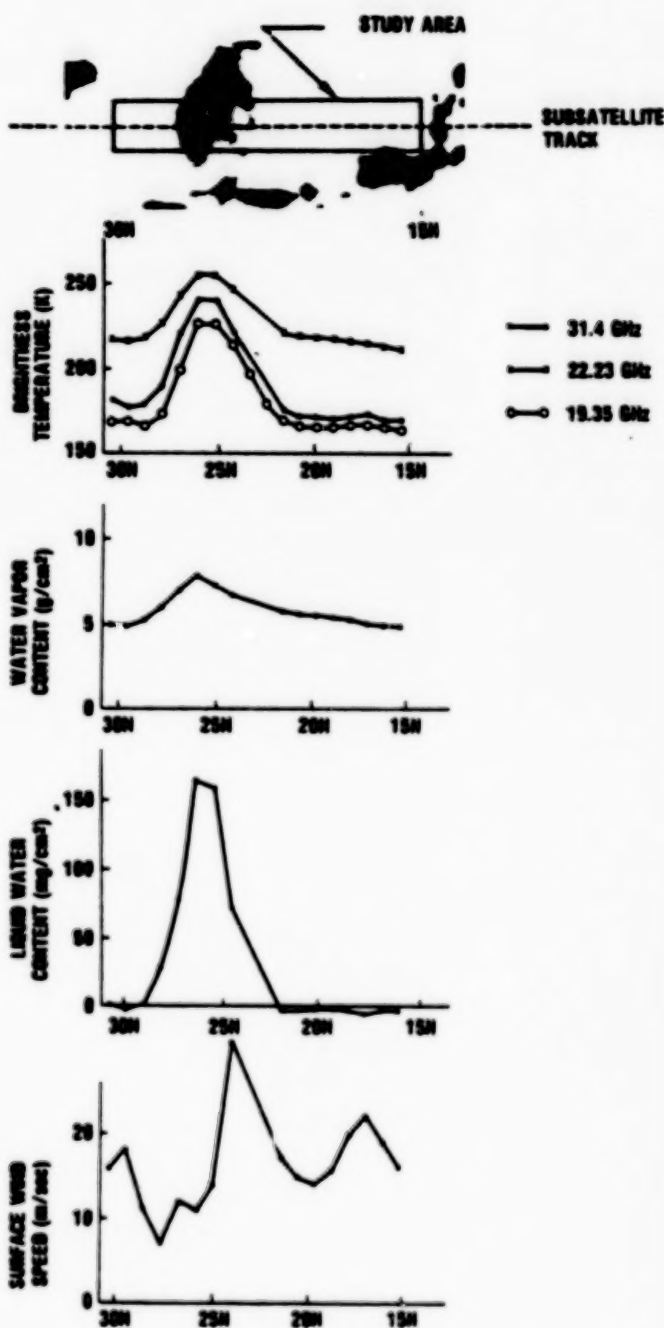 STUDY AREA
SUBSATELLITE
TRACK
30N 15N
BRIGHTNESS
TEMPERATURE (K)
250
200
150
30N 25N 20N 15N
31.4 GHz
22.23 GHz
19.35 GHz
WATER VAPOR
CONTENT (g/cm²)
10
5
0
30N 25N 20N 15N
LIQUID WATER
CONTENT (mg/cm²)
150
100
50
0
30N 25N 20N 15N
SURFACE WIND
SPEED (m/sec)
20
10
0
30N 25N 20N 15N